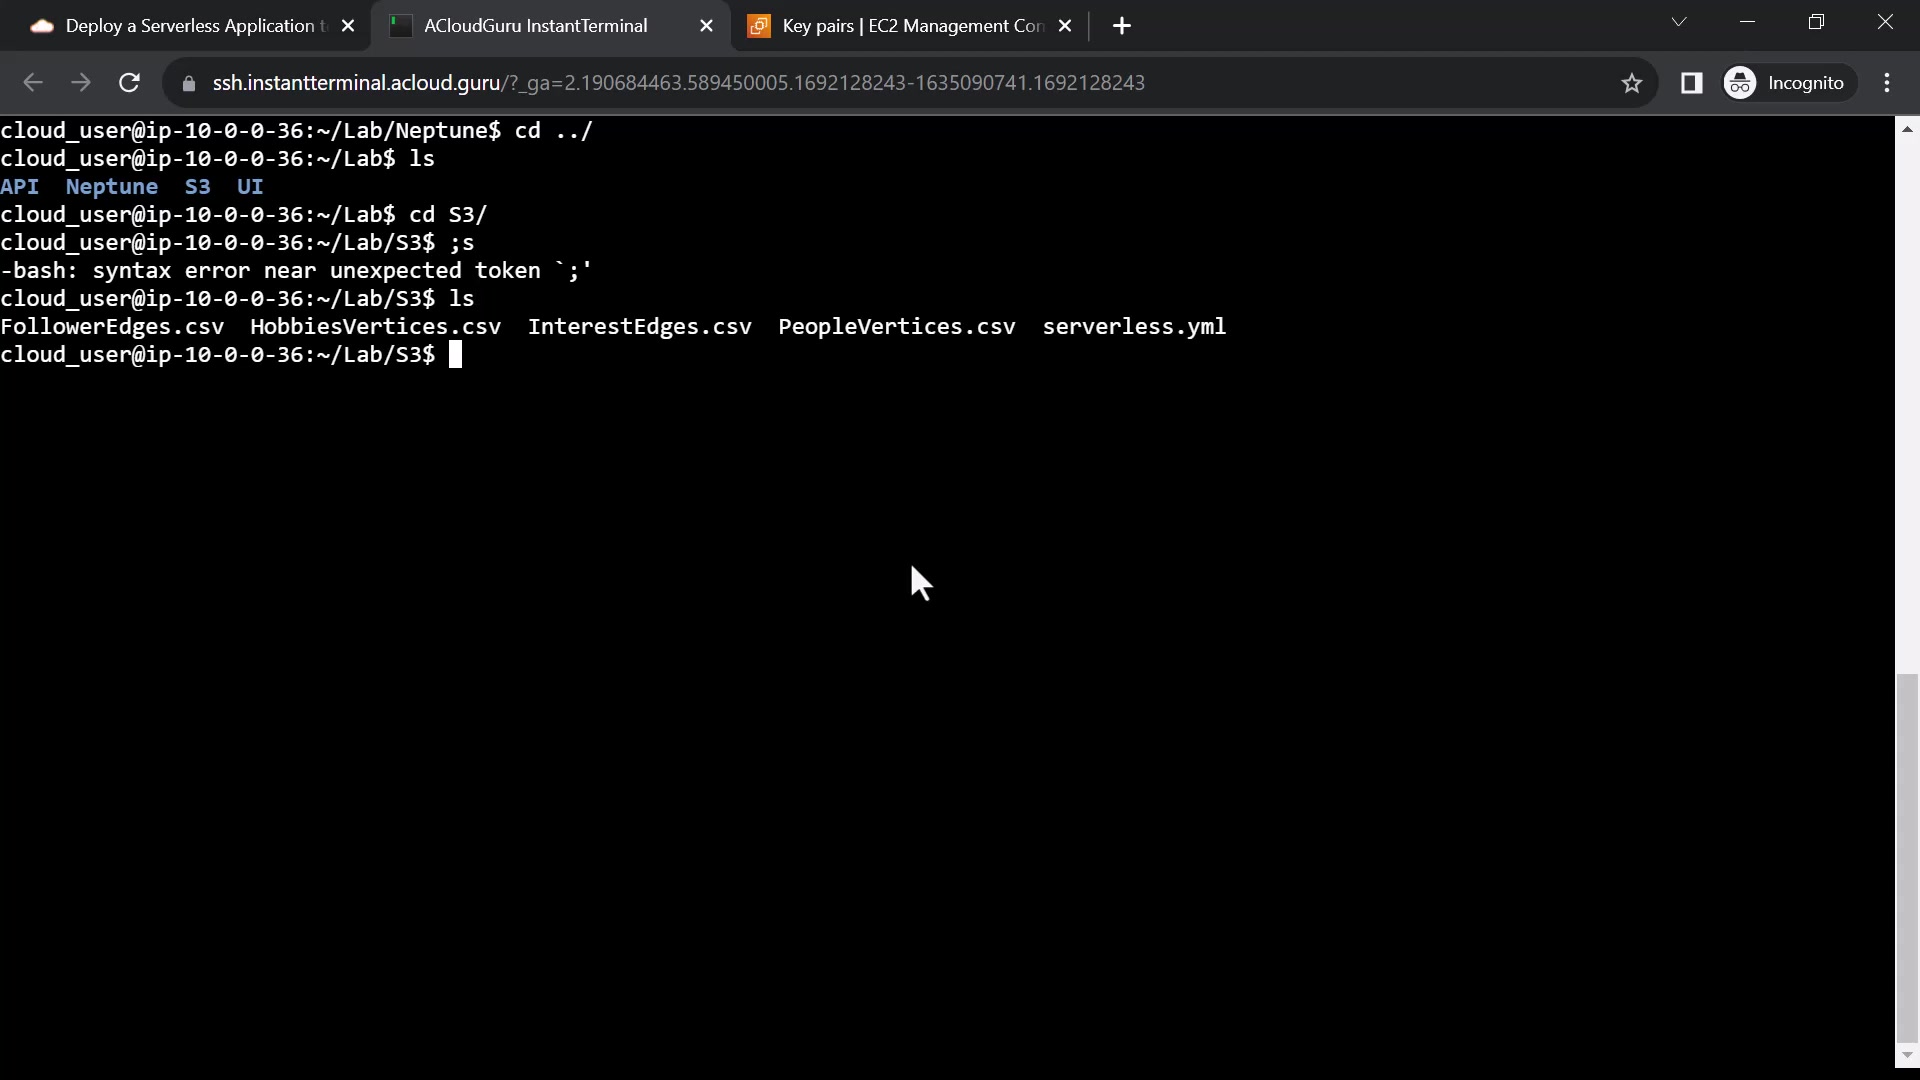 Deploy a Serverless Application t
ACloudGuru InstantTerminal
Key pairs | EC2 Management Con
ssh.instantterminal.acloud.guru/?_ga=2.190684463.589450005.1692128243-1635090741.1692128243
Incognito
cloud_user@ip-10-0-0-36:~/Lab/Neptune$ cd ../
cloud_user@ip-10-0-0-36:~/Lab$ ls
API  Neptune  S3  UI
cloud_user@ip-10-0-0-36:~/Lab$ cd S3/
cloud_user@ip-10-0-0-36:~/Lab/S3$ ;s
-bash: syntax error near unexpected token `;'
cloud_user@ip-10-0-0-36:~/Lab/S3$ ls
FollowerEdges.csv  HobbiesVertices.csv  InterestEdges.csv  PeopleVertices.csv  serverless.yml
cloud_user@ip-10-0-0-36:~/Lab/S3$